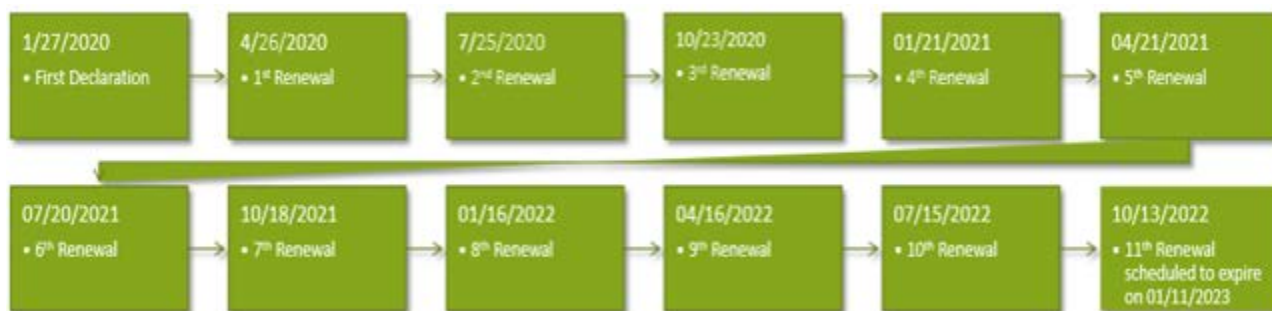 1/27/2020
• First Declaration
4/26/2020
• 1st Renewal
7/25/2020
• 2nd Renewal
10/23/2020
• 3rd Renewal
01/21/2021
• 4th Renewal
04/21/2021
• 5th Renewal
07/20/2021
• 6th Renewal
10/18/2021
• 7th Renewal
01/16/2022
• 8th Renewal
04/16/2022
• 9th Renewal
07/15/2022
• 10th Renewal
10/13/2022
• 11th Renewal
scheduled to expire
on 01/11/2023